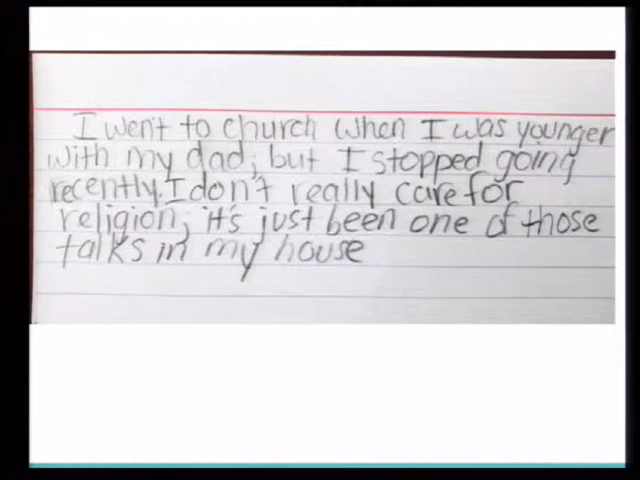 I went to church when I was younger
with my dad, but I stopped going
recently. I don't really care for
religion, it's just been one of those
talks in my house